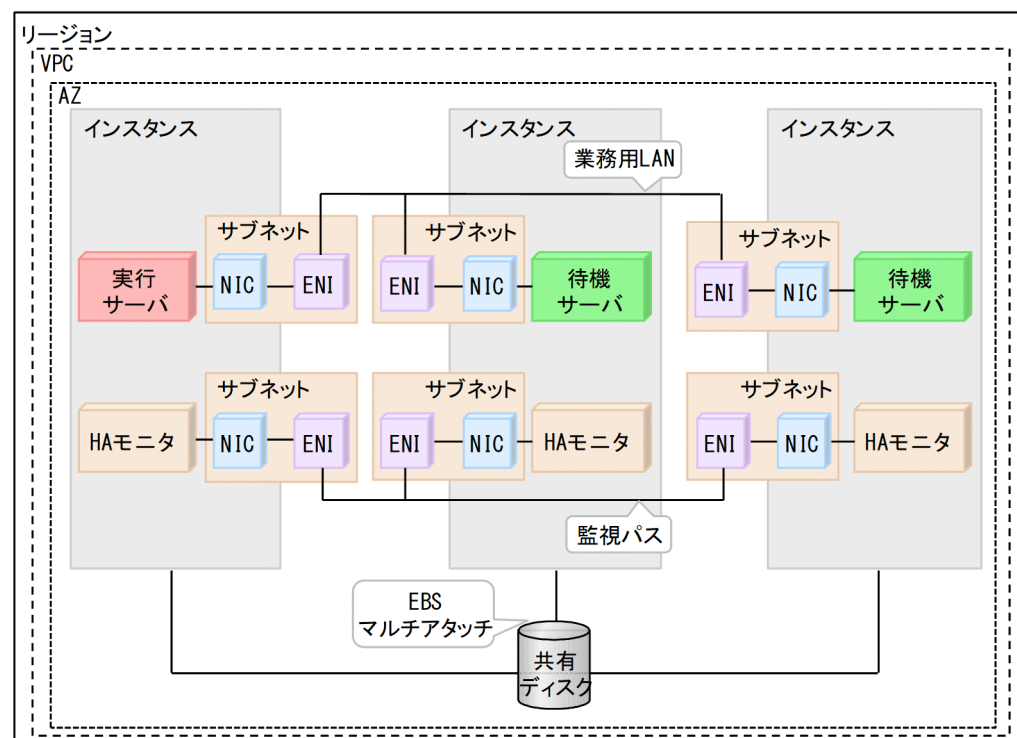 リージョン
VPC
AZ
インスタンス
インスタンス
インスタンス
業務用LAN
サブネット
サブネット
サブネット
実行
サーバ
NIC
ENI
ENI
NIC
待機
サーバ
ENI
NIC
待機
サーバ
サブネット
サブネット
サブネット
HAモニタ
NIC
ENI
ENI
NIC
HAモニタ
ENI
NIC
HAモニタ
監視パス
EBS
マルチアタッチ
共有
ディスク